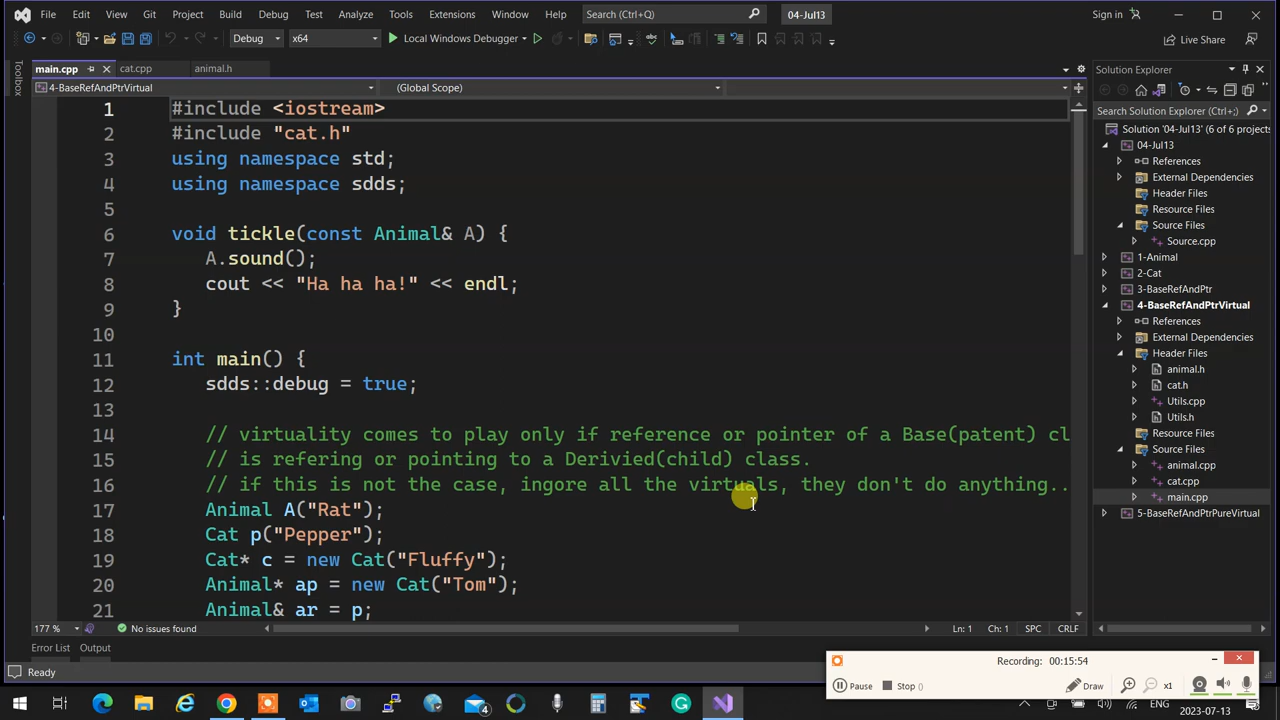 File Edit View Git Project Build Debug Test Analyze Tools Extensions Window Help Search (Ctrl+Q) 04-Jul13 Sign in
Debug x64 Local Windows Debugger Live Share
Toolbox
main.cpp cat.cpp animal.h
4-BaseRefAndPtrVirtual (Global Scope)
1 #include <iostream>
2 #include "cat.h"
3 using namespace std;
4 using namespace sdds;
5
6 void tickle(const Animal& A) {
7 A.sound();
8 cout << "Ha ha ha!" << endl;
9 }
10
11 int main() {
12 sdds::debug = true;
13
14 // virtuality comes to play only if reference or pointer of a Base(patent) cl
15 // is refering or pointing to a Derivied(child) class.
16 // if this is not the case, ingore all the virtuals, they don't do anything..
17 Animal A("Rat");
18 Cat p("Pepper");
19 Cat* c = new Cat("Fluffy");
20 Animal* ap = new Cat("Tom");
21 Animal& ar = p;
177 % No issues found Ln: 1 Ch: 1 SPC CRLF
Error List Output
Ready
Solution Explorer
Search Solution Explorer (Ctrl+;)
Solution '04-Jul13' (6 of 6 projects
04-Jul13
References
External Dependencies
Header Files
Resource Files
Source Files
Source.cpp
1-Animal
2-Cat
3-BaseRefAndPtr
4-BaseRefAndPtrVirtual
References
External Dependencies
Header Files
animal.h
cat.h
Utils.cpp
Utils.h
Resource Files
Source Files
animal.cpp
cat.cpp
main.cpp
5-BaseRefAndPtrPureVirtual
Recording: 00:15:54
Pause Stop () Draw x1
4
ENG 2023-07-13